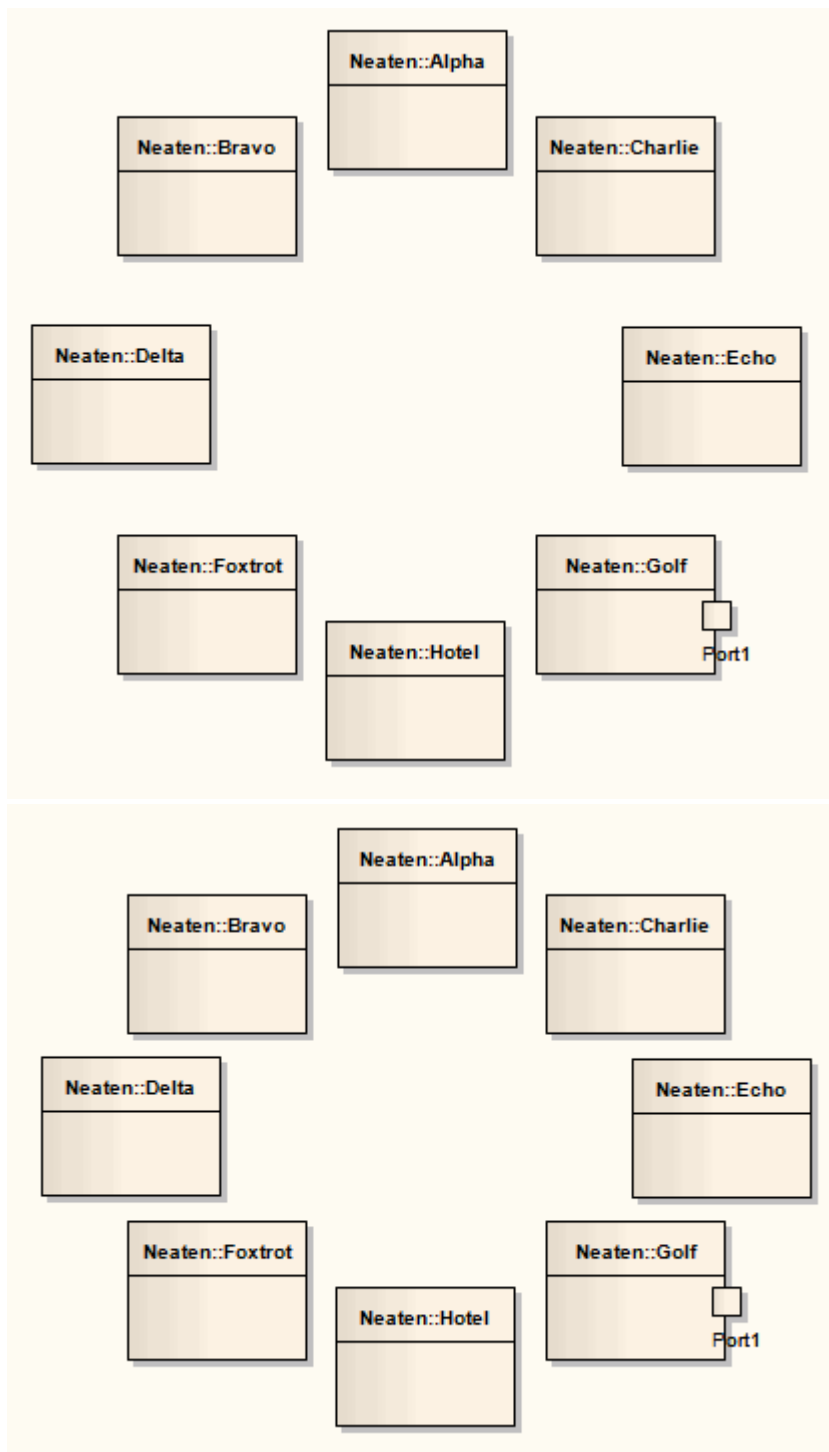 Neaten::Alpha
Neaten::Bravo
Neaten::Charlie
Neaten::Delta
Neaten::Echo
Neaten::Foxtrot
Neaten::Golf
Neaten::Hotel
Port1
Neaten::Alpha
Neaten::Bravo
Neaten::Charlie
Neaten::Delta
Neaten::Echo
Neaten::Foxtrot
Neaten::Golf
Neaten::Hotel
Port1